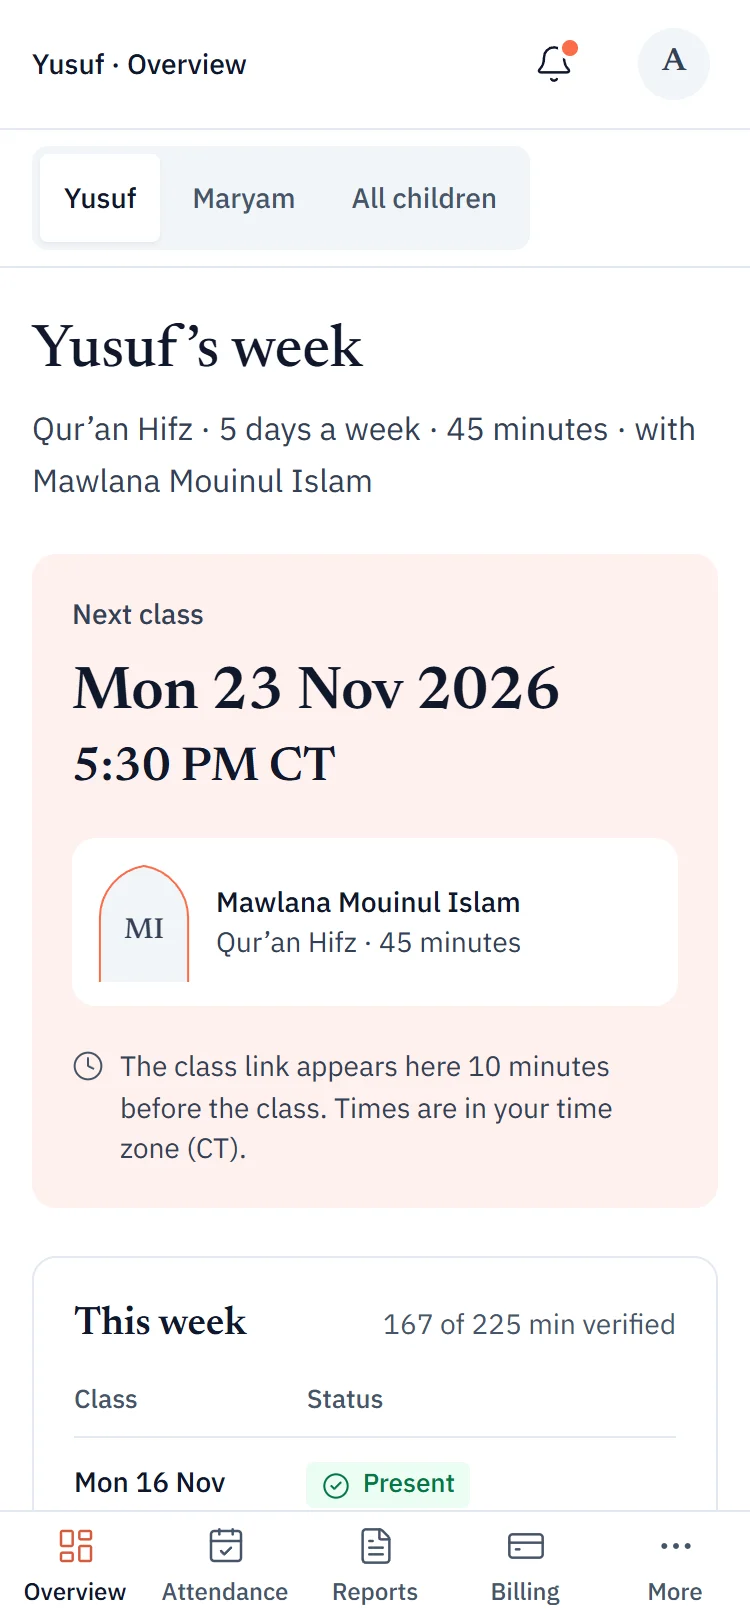 Yusuf · Overview
A
Yusuf
Maryam
All children
Yusuf’s week
Qur’an Hifz · 5 days a week · 45 minutes · with
Mawlana Mouinul Islam
Next class
Mon 23 Nov 2026
5:30 PM CT
MI
Mawlana Mouinul Islam
Qur’an Hifz · 45 minutes
The class link appears here 10 minutes
before the class. Times are in your time
zone (CT).
This week
167 of 225 min verified
Class
Status
Mon 16 Nov
Present
Overview
Attendance
Reports
Billing
More